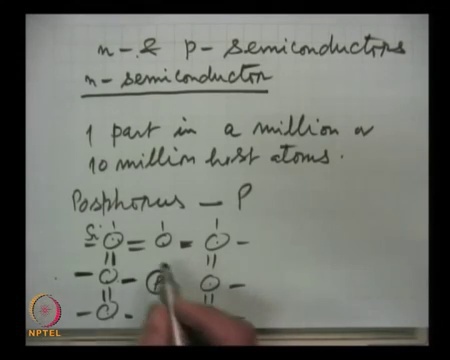 n- & p- semiconductors
n- semiconductor
1 part in a million or
10 million host atoms.
Posphorus — P
Si
P
NPTEL